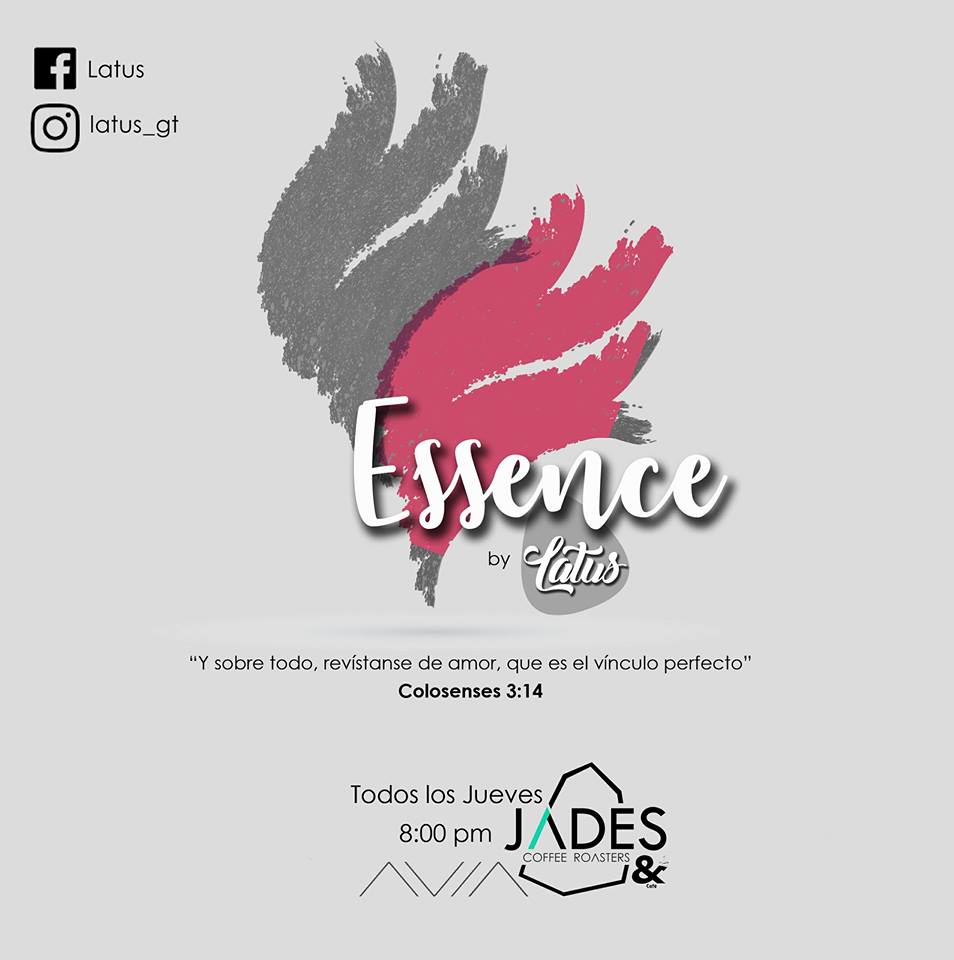 Latus
latus_gt
Essence
by Latus
“Y sobre todo, revístanse de amor, que es el vínculo perfecto”
Colosenses 3:14
Todos los Jueves
8:00 pm
JADES
COFFEE ROASTERS
&
Café
AVIA